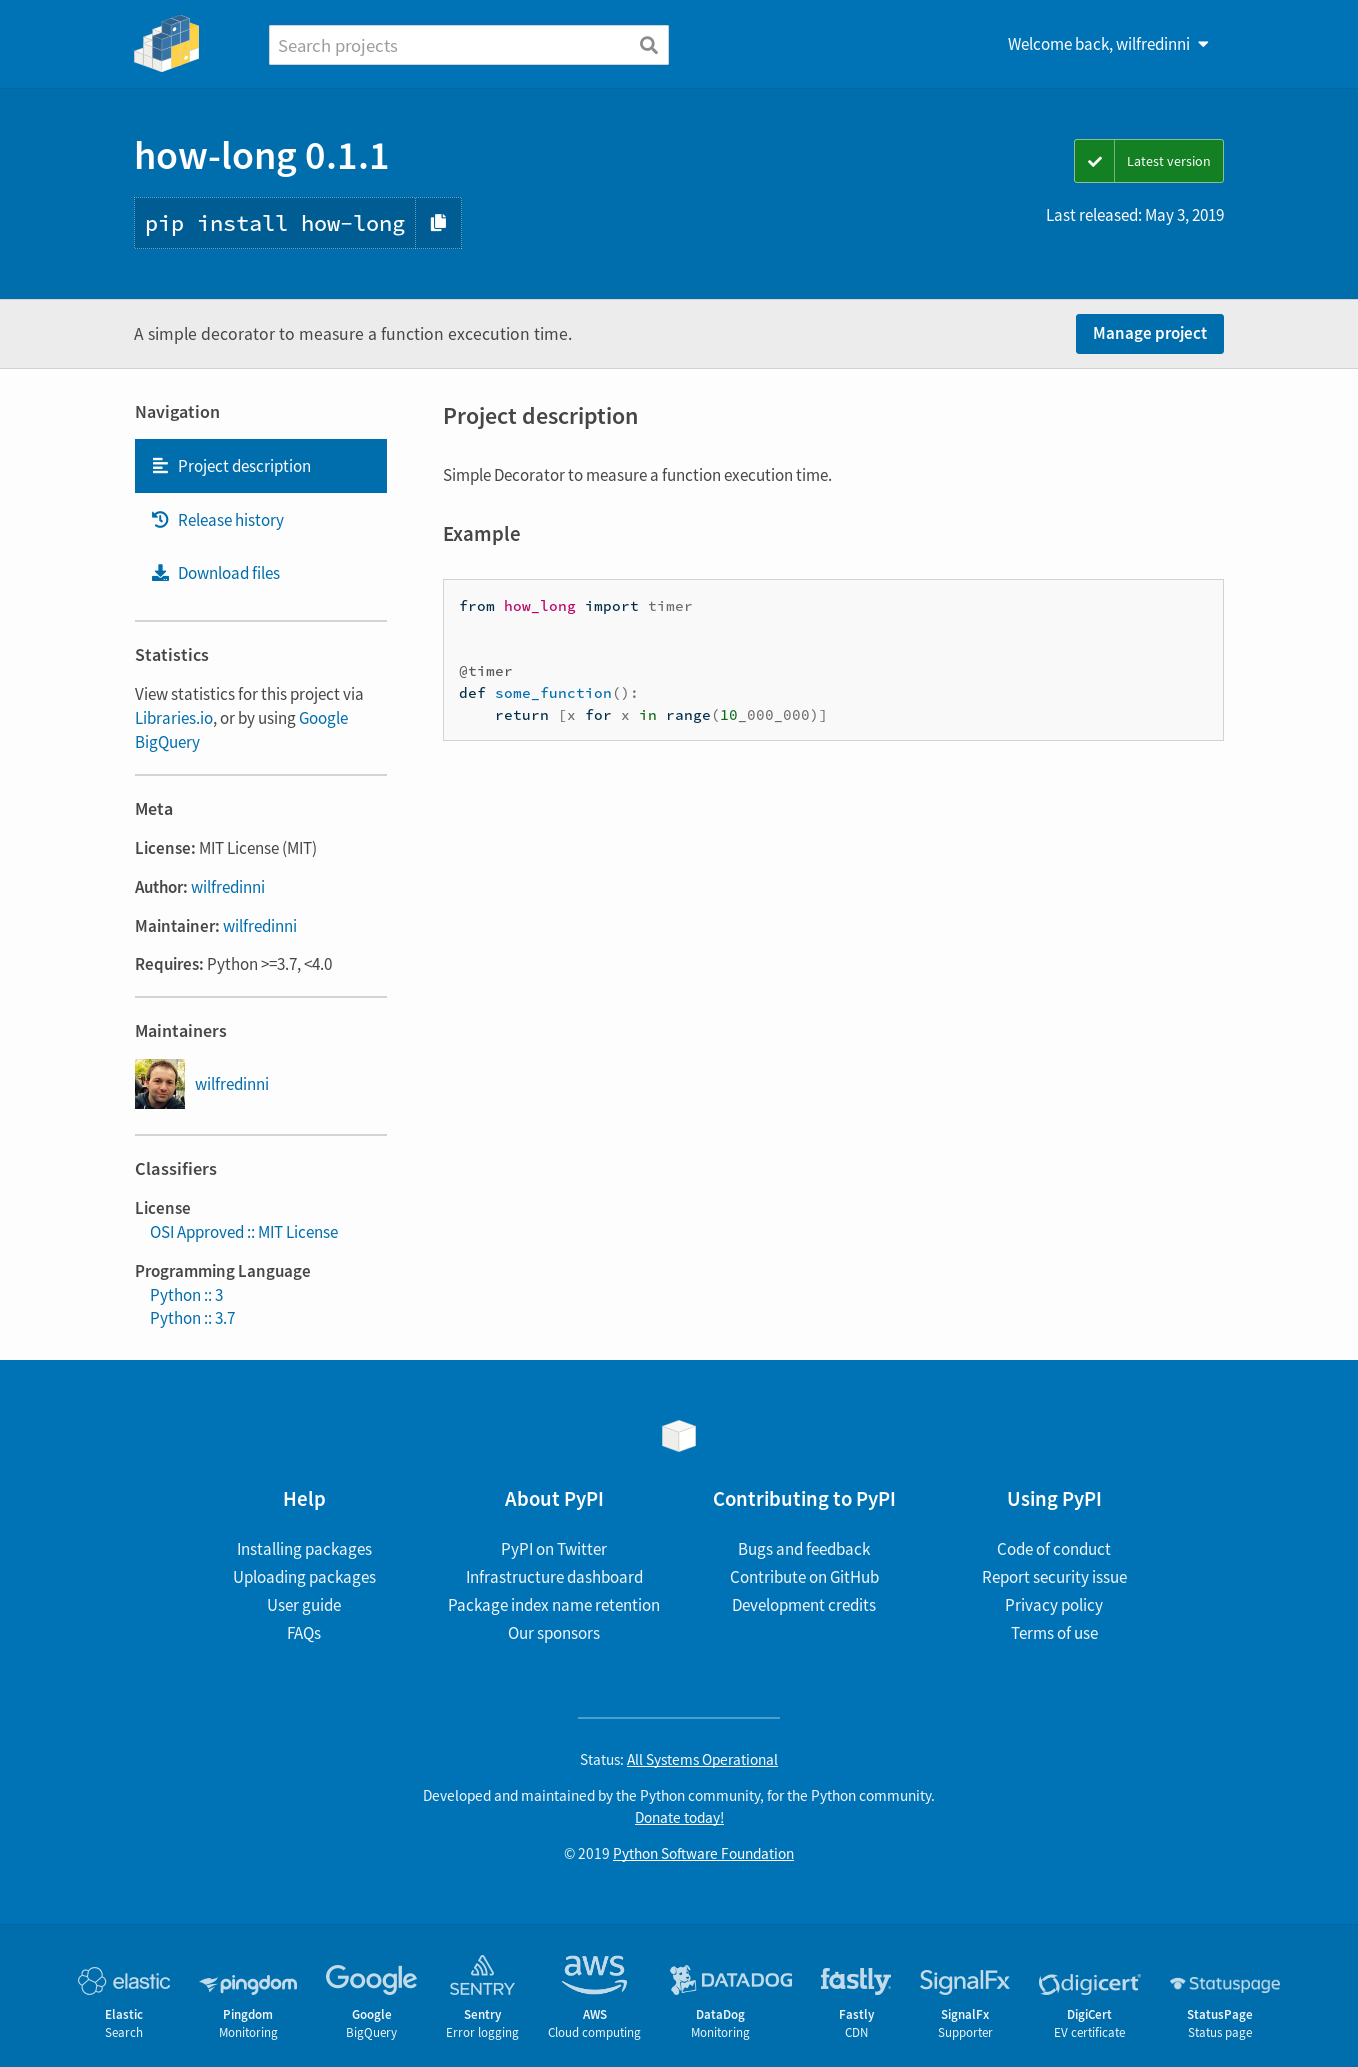 Search projects
Welcome back, wilfredinni
how-long 0.1.1
Latest version
pip install how-long
Last released: May 3, 2019
A simple decorator to measure a function excecution time.
Manage project
Navigation
Project description
Release history
Download files
Statistics
View statistics for this project via
Libraries.io, or by using Google
BigQuery
Meta
License: MIT License (MIT)
Author: wilfredinni
Maintainer: wilfredinni
Requires: Python >=3.7, <4.0
Maintainers
wilfredinni
Classifiers
License
OSI Approved :: MIT License
Programming Language
Python :: 3
Python :: 3.7
Project description
Simple Decorator to measure a function execution time.
Example
from how_long import timer
@timer
def some_function():
    return [x for x in range(10_000_000)]
Help
Installing packages
Uploading packages
User guide
FAQs
About PyPI
PyPI on Twitter
Infrastructure dashboard
Package index name retention
Our sponsors
Contributing to PyPI
Bugs and feedback
Contribute on GitHub
Development credits
Using PyPI
Code of conduct
Report security issue
Privacy policy
Terms of use
Status: All Systems Operational
Developed and maintained by the Python community, for the Python community.
Donate today!
© 2019 Python Software Foundation
elastic
Elastic
Search
pingdom
Pingdom
Monitoring
Google
Google
BigQuery
SENTRY
Sentry
Error logging
aws
AWS
Cloud computing
DATADOG
DataDog
Monitoring
fastly
Fastly
CDN
SignalFx
SignalFx
Supporter
digicert
DigiCert
EV certificate
Statuspage
StatusPage
Status page